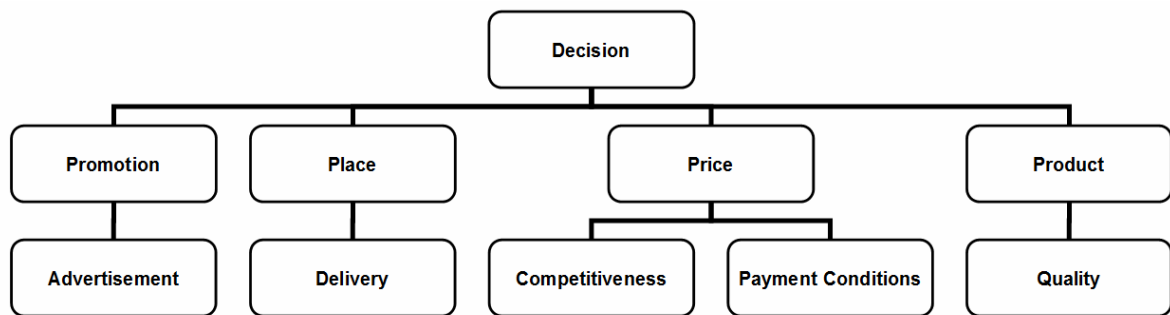 Decision
Promotion
Place
Price
Product
Advertisement
Delivery
Competitiveness
Payment Conditions
Quality